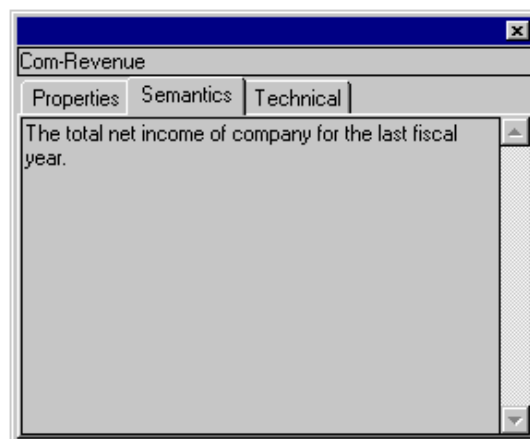 Com-Revenue
Properties Semantics Technical
The total net income of company for the last fiscal
year.